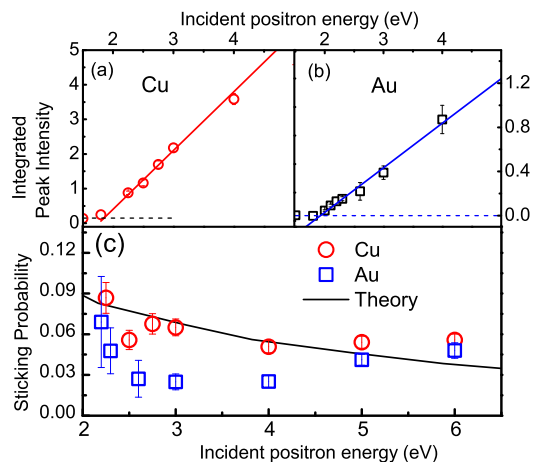 Incident positron energy (eV)
2 3 4 2 3 4
5
4
3
2
1
0
Integrated
Peak Intensity
(a)
Cu
(b)
Au
1.2
0.8
0.4
0.0
(c)
Cu
Au
Theory
0.12
0.09
0.06
0.03
0.00
Sticking Probability
2 3 4 5 6
Incident positron energy (eV)